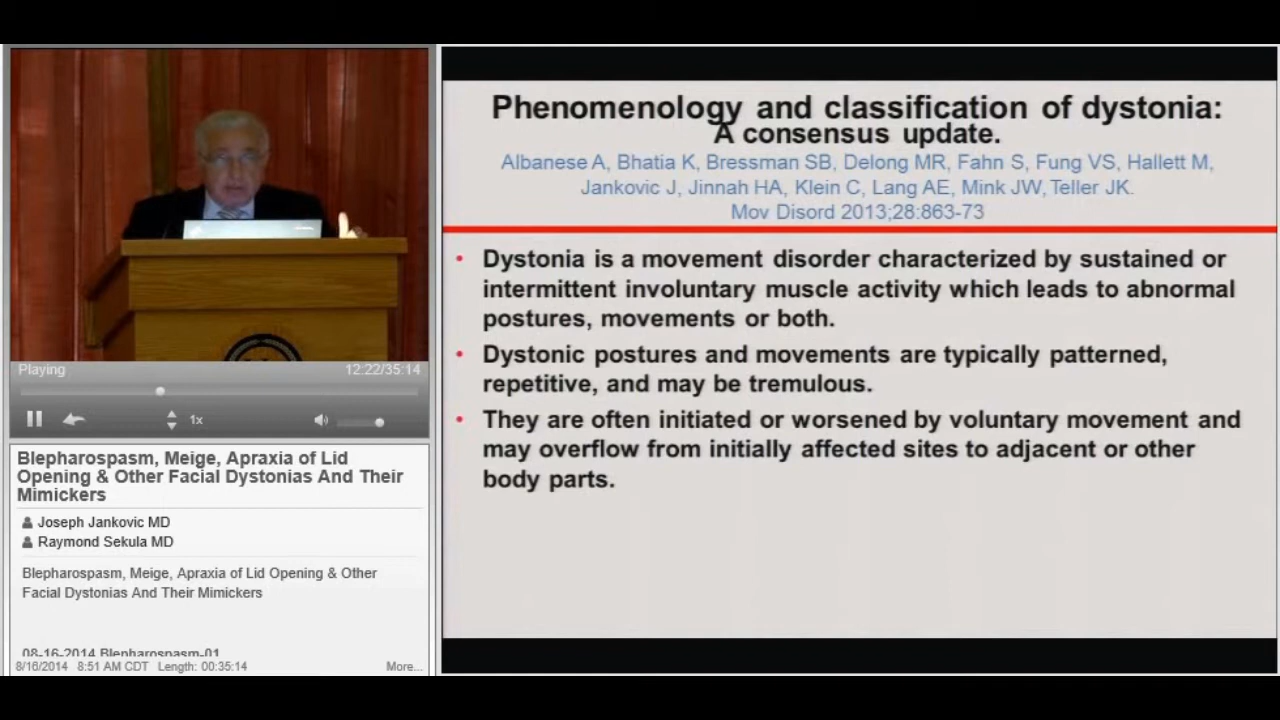 Playing
12:22/35:14
1x
Blepharospasm, Meige, Apraxia of Lid
Opening & Other Facial Dystonias And Their
Mimickers
Joseph Jankovic MD
Raymond Sekula MD
Blepharospasm, Meige, Apraxia of Lid Opening & Other
Facial Dystonias And Their Mimickers
08-16-2014 Blepharospasm-01
8/16/2014 8:51 AM CDT Length: 00:35:14 More...
Phenomenology and classification of dystonia:
A consensus update.
Albanese A, Bhatia K, Bressman SB, Delong MR, Fahn S, Fung VS, Hallett M,
Jankovic J, Jinnah HA, Klein C, Lang AE, Mink JW, Teller JK.
Mov Disord 2013;28:863-73
• Dystonia is a movement disorder characterized by sustained or
intermittent involuntary muscle activity which leads to abnormal
postures, movements or both.
• Dystonic postures and movements are typically patterned,
repetitive, and may be tremulous.
• They are often initiated or worsened by voluntary movement and
may overflow from initially affected sites to adjacent or other
body parts.